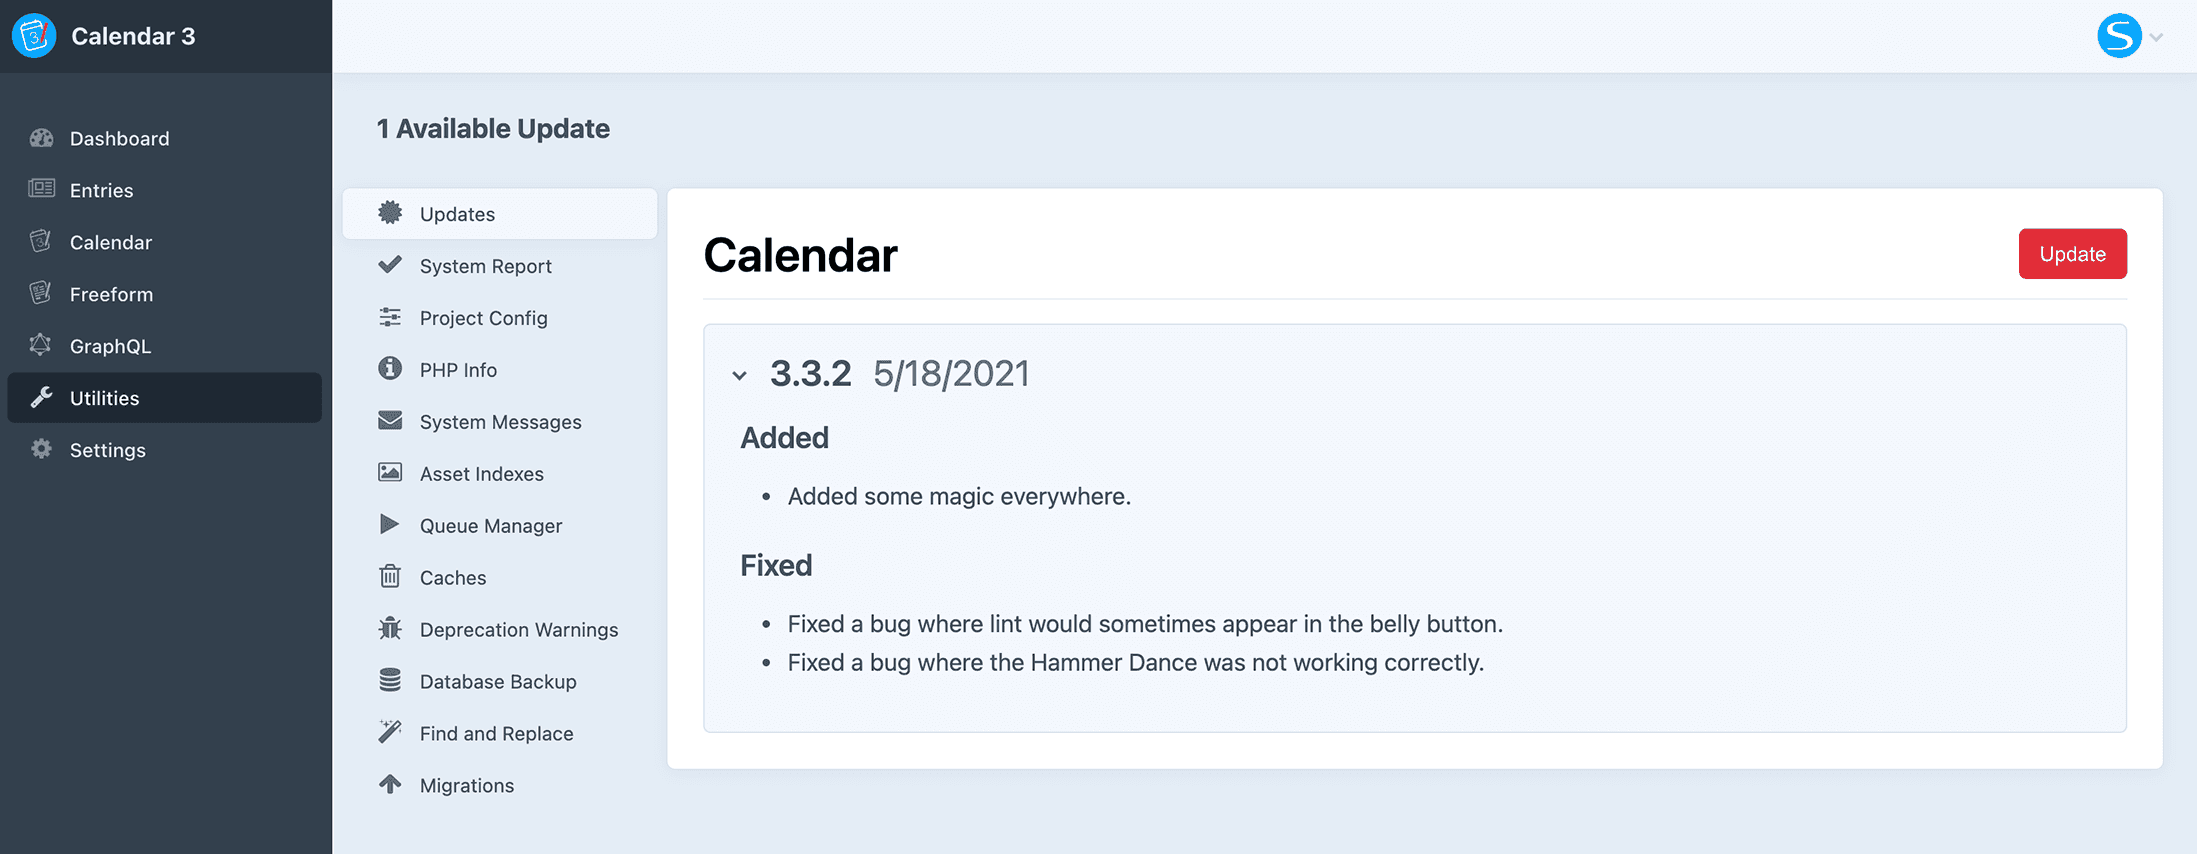 Calendar 3
S
Dashboard
Entries
Calendar
Freeform
GraphQL
Utilities
Settings
1 Available Update
Updates
System Report
Project Config
PHP Info
System Messages
Asset Indexes
Queue Manager
Caches
Deprecation Warnings
Database Backup
Find and Replace
Migrations
Calendar
Update
3.3.2 5/18/2021
Added
• Added some magic everywhere.
Fixed
• Fixed a bug where lint would sometimes appear in the belly button.
• Fixed a bug where the Hammer Dance was not working correctly.